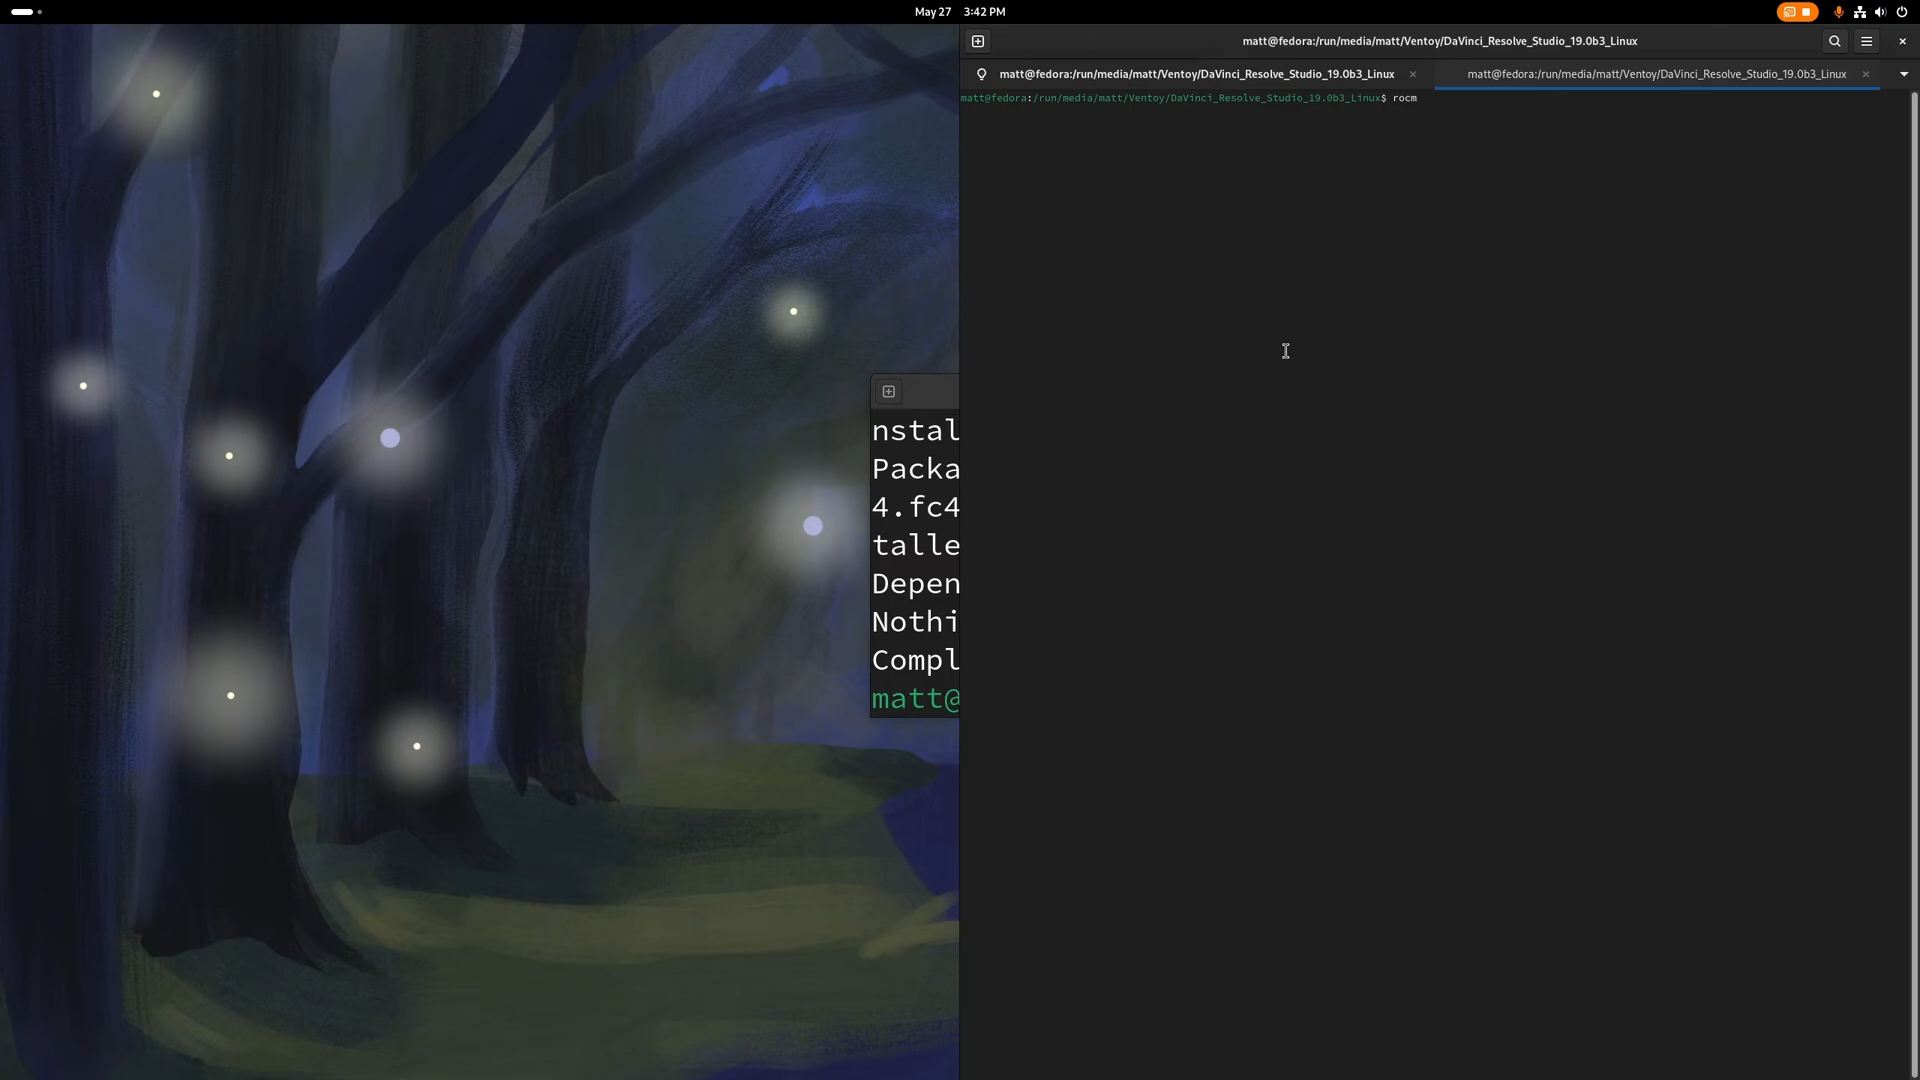 May 27 3:42 PM
matt@fedora:/run/media/matt/Ventoy/DaVinci_Resolve_Studio_19.0b3_Linux
matt@fedora:/run/media/matt/Ventoy/DaVinci_Resolve_Studio_19.0b3_Linux
matt@fedora:/run/media/matt/Ventoy/DaVinci_Resolve_Studio_19.0b3_Linux
matt@fedora:/run/media/matt/Ventoy/DaVinci_Resolve_Studio_19.0b3_Linux$ rocm
nstal
Packa
4.fc4
talle
Depen
Nothi
Compl
matt@